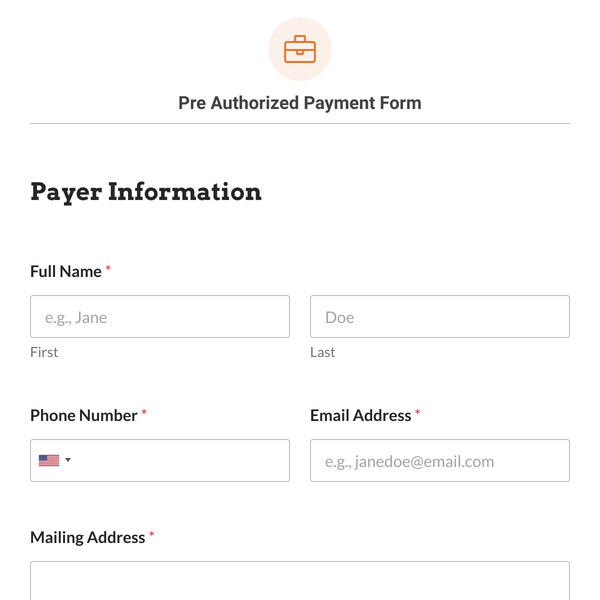 Pre Authorized Payment Form
Payer Information
Full Name *
e.g., Jane
Doe
First
Last
Phone Number *
Email Address *
e.g., janedoe@email.com
Mailing Address *